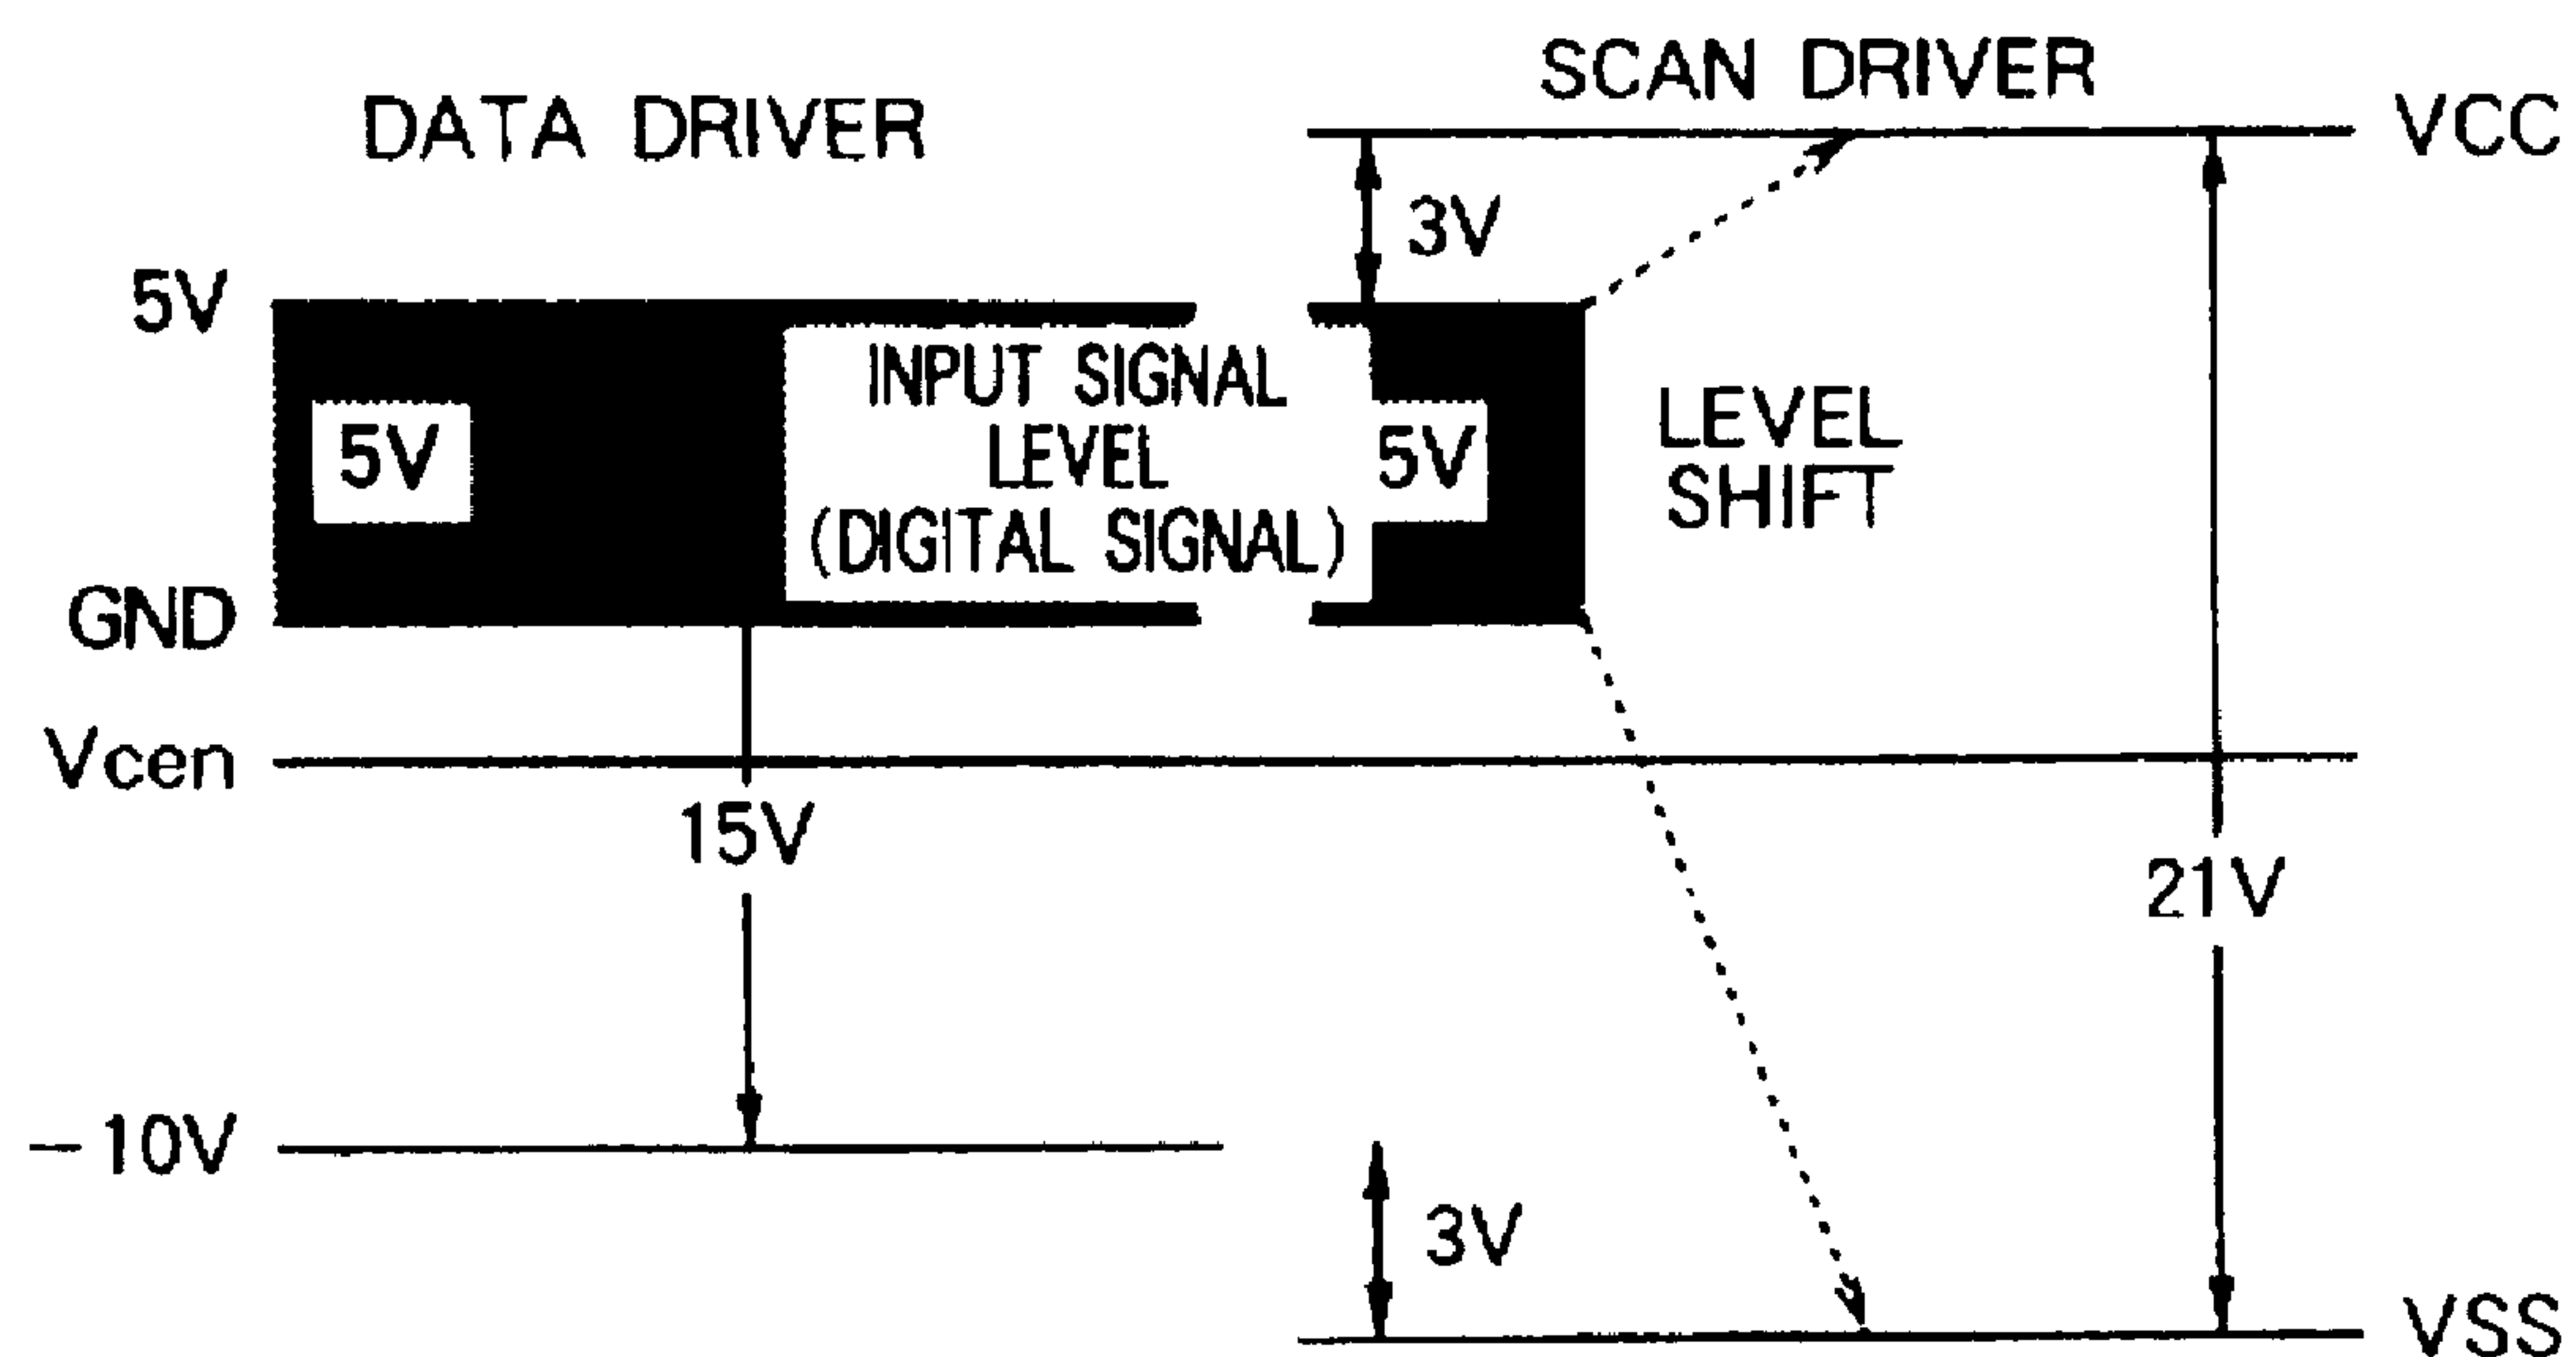 SCAN DRIVER
DATA DRIVER
VCC
3V
5V
INPUT SIGNAL
LEVEL
(DIGITAL SIGNAL)
5V
5V
LEVEL
SHIFT
GND
Vcen
15V
21V
-10V
3V
VSS